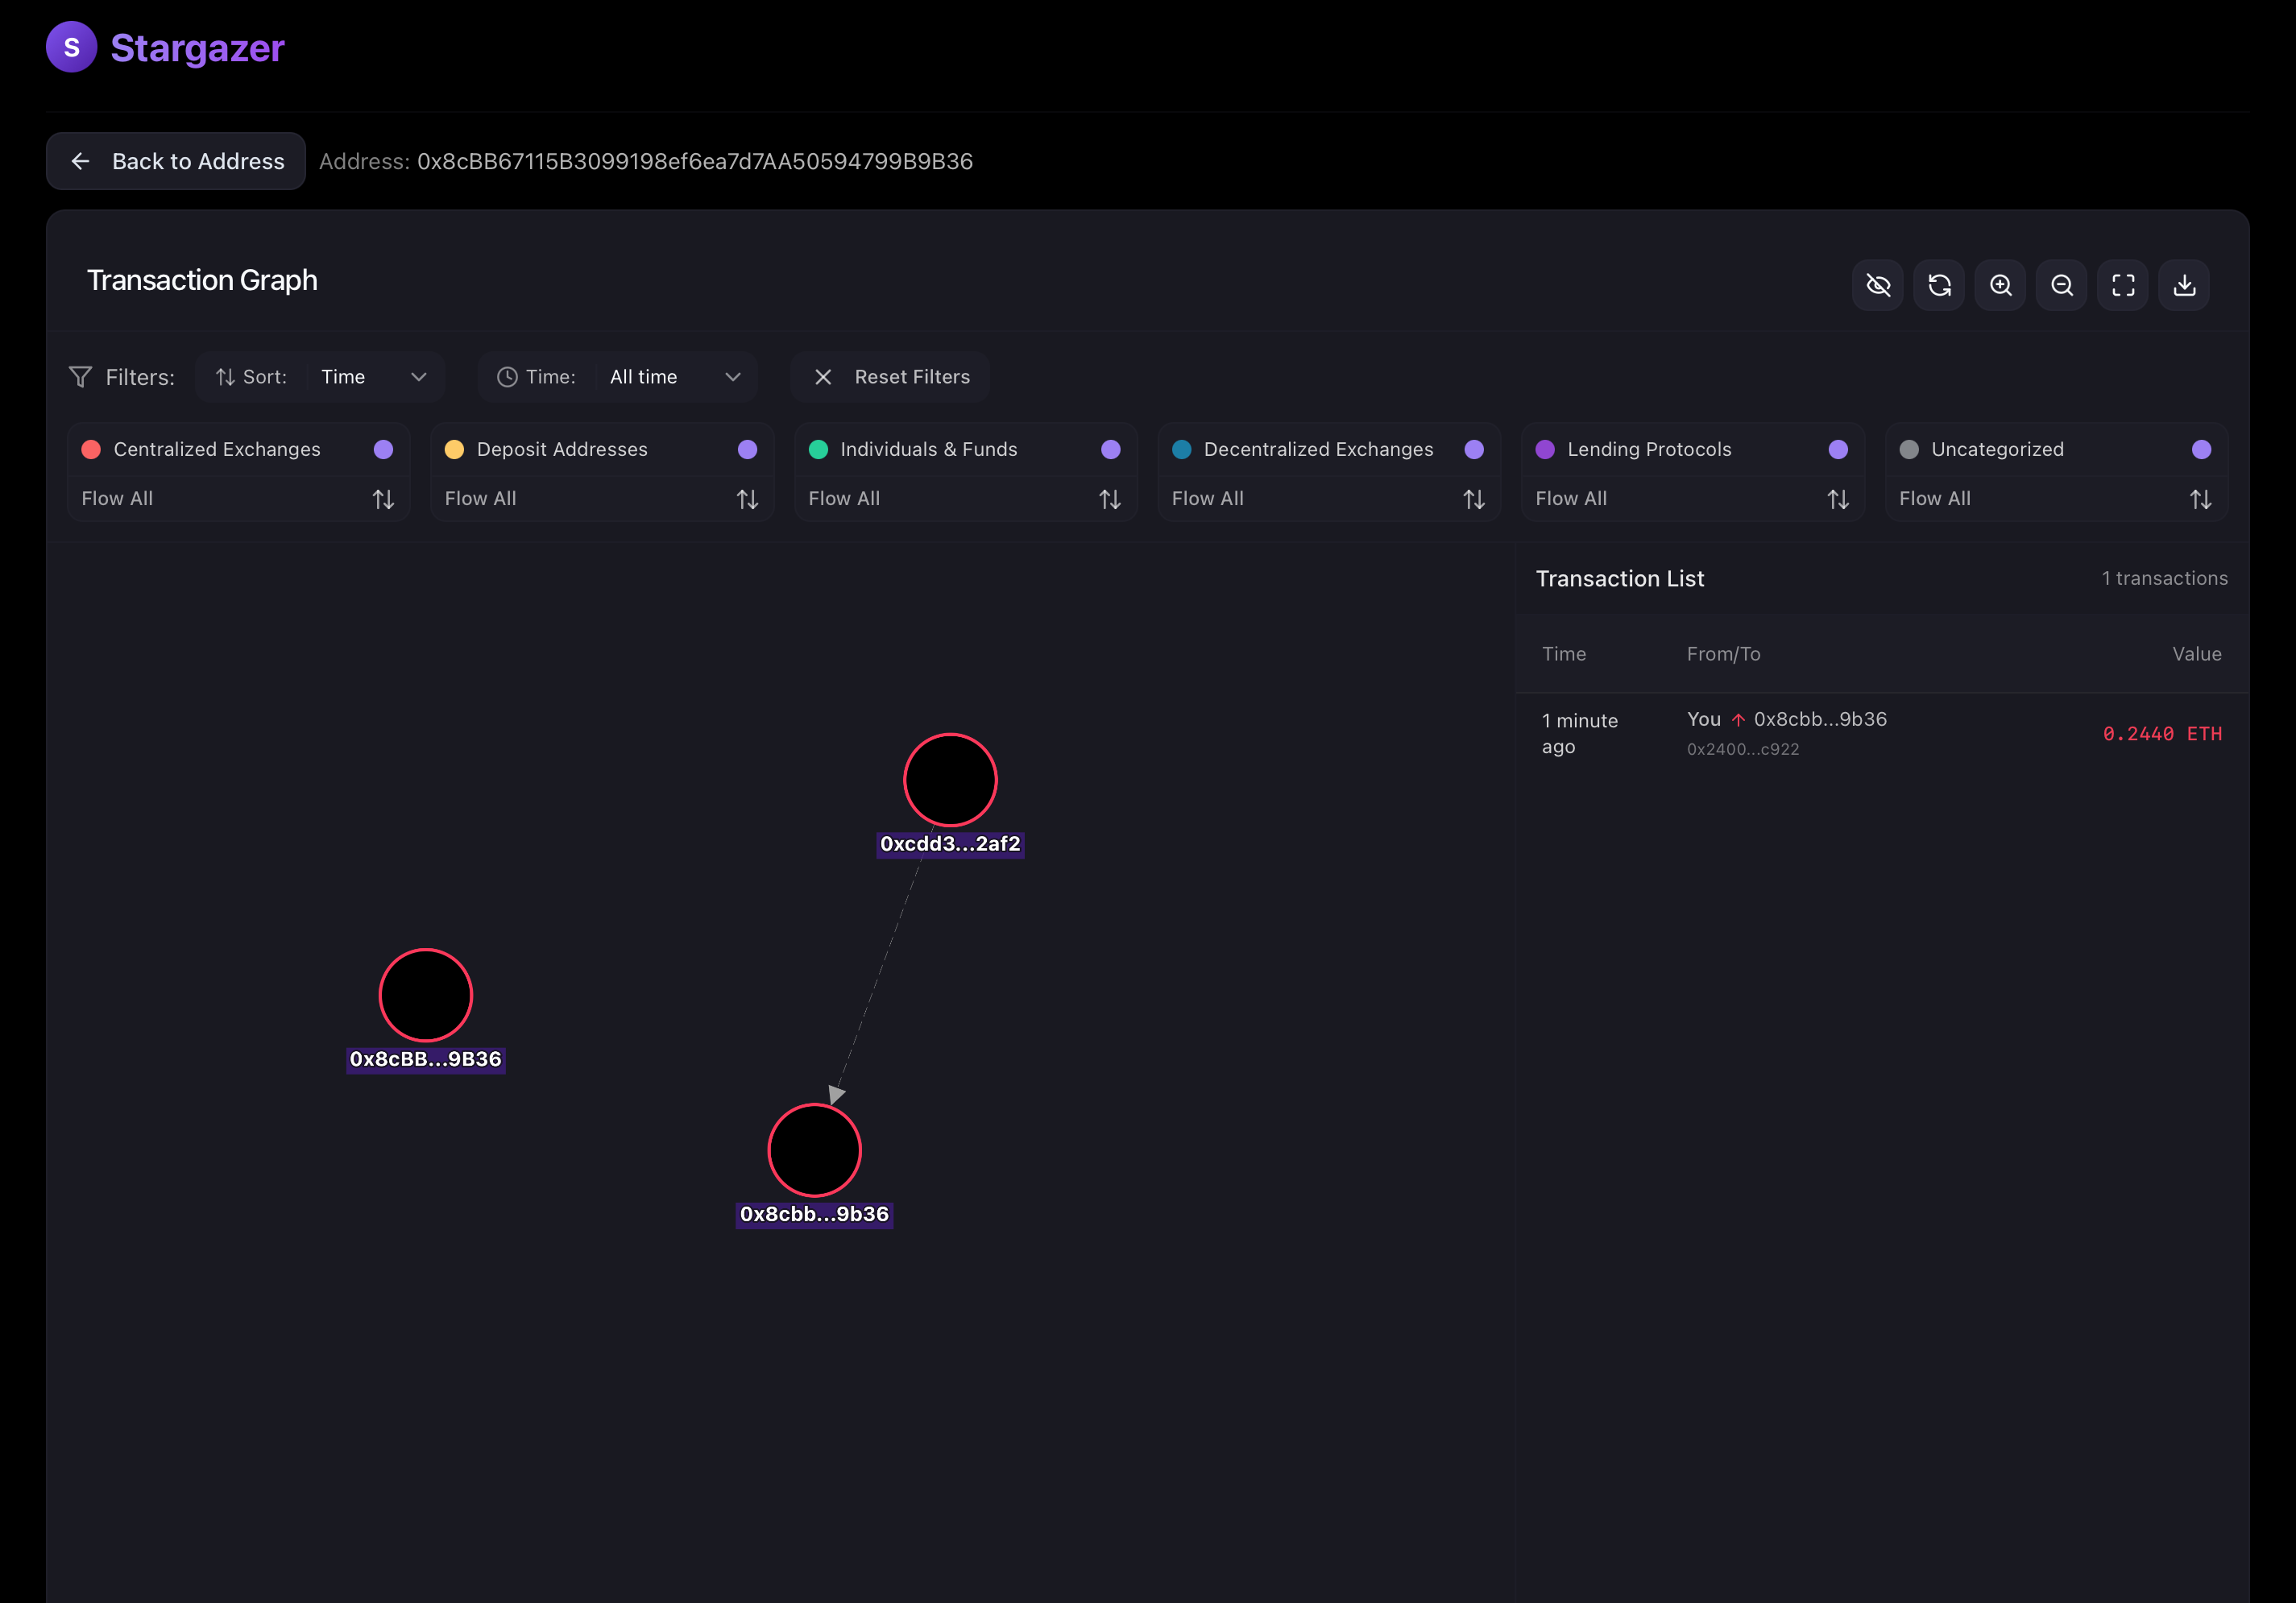 S Stargazer
← Back to Address Address: 0x8cBB67115B3099198ef6ea7d7AA50594799B9B36
Transaction Graph
Filters: Sort: Time Time: All time Reset Filters
Centralized Exchanges
Flow All
Deposit Addresses
Flow All
Individuals & Funds
Flow All
Decentralized Exchanges
Flow All
Lending Protocols
Flow All
Uncategorized
Flow All
0xcdd3...2af2
0x8cBB...9B36
0x8cbb...9b36
Transaction List 1 transactions
Time From/To Value
1 minute ago
You ↑ 0x8cbb...9b36
0x2400...c922
0.2440 ETH